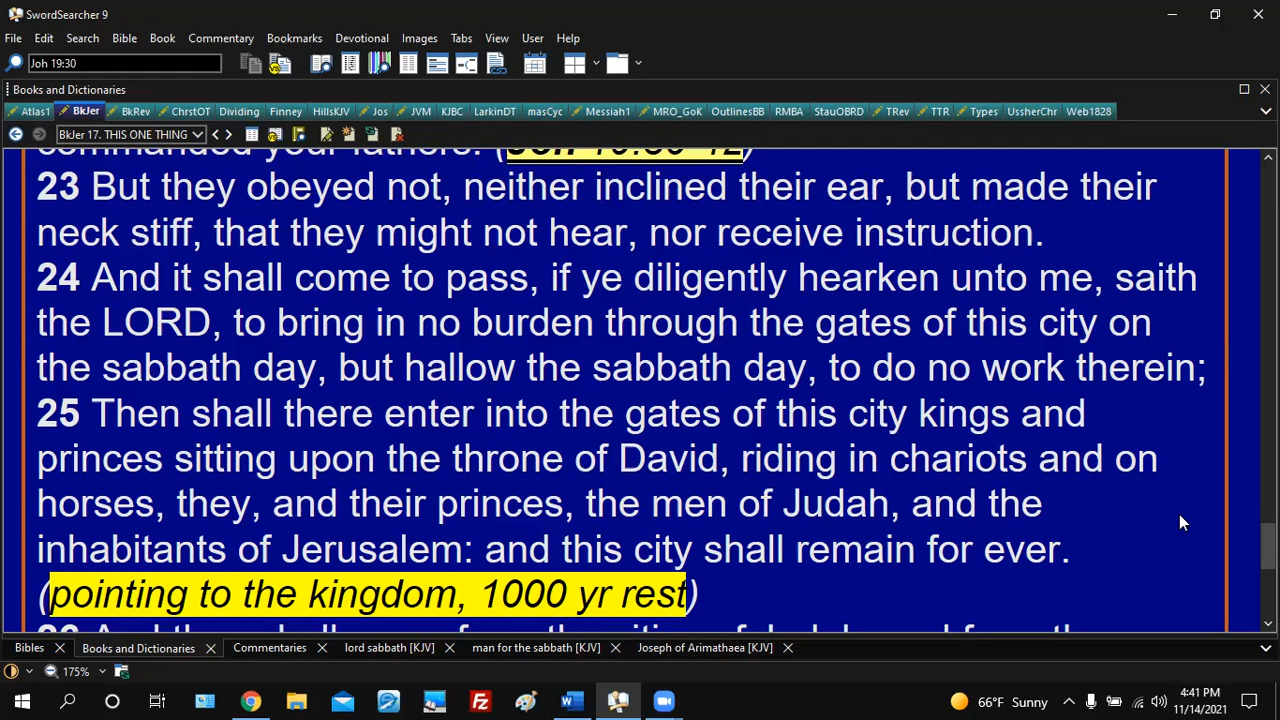 SwordSearcher 9
File Edit Search Bible Book Commentary Bookmarks Devotional Images Tabs View User Help
Joh 19:30
Books and Dictionaries
Atlas1 BkJer BkRev ChrstOT Dividing Finney HillsKJV Jos JVM KJBC LarkinDT masCyc Messiah1 MRO_GoK OutlinesBB RMBA StauOBRD TRev TTR Types UssherChr Web1828
BkJer 17. THIS ONE THING
commanded your fathers. (
23 But they obeyed not, neither inclined their ear, but made their
neck stiff, that they might not hear, nor receive instruction.
24 And it shall come to pass, if ye diligently hearken unto me, saith
the LORD, to bring in no burden through the gates of this city on
the sabbath day, but hallow the sabbath day, to do no work therein;
25 Then shall there enter into the gates of this city kings and
princes sitting upon the throne of David, riding in chariots and on
horses, they, and their princes, the men of Judah, and the
inhabitants of Jerusalem: and this city shall remain for ever.
(pointing to the kingdom, 1000 yr rest)
Bibles Books and Dictionaries Commentaries lord sabbath [KJV] man for the sabbath [KJV] Joseph of Arimathaea [KJV]
175%
66°F Sunny
4:41 PM
11/14/2021